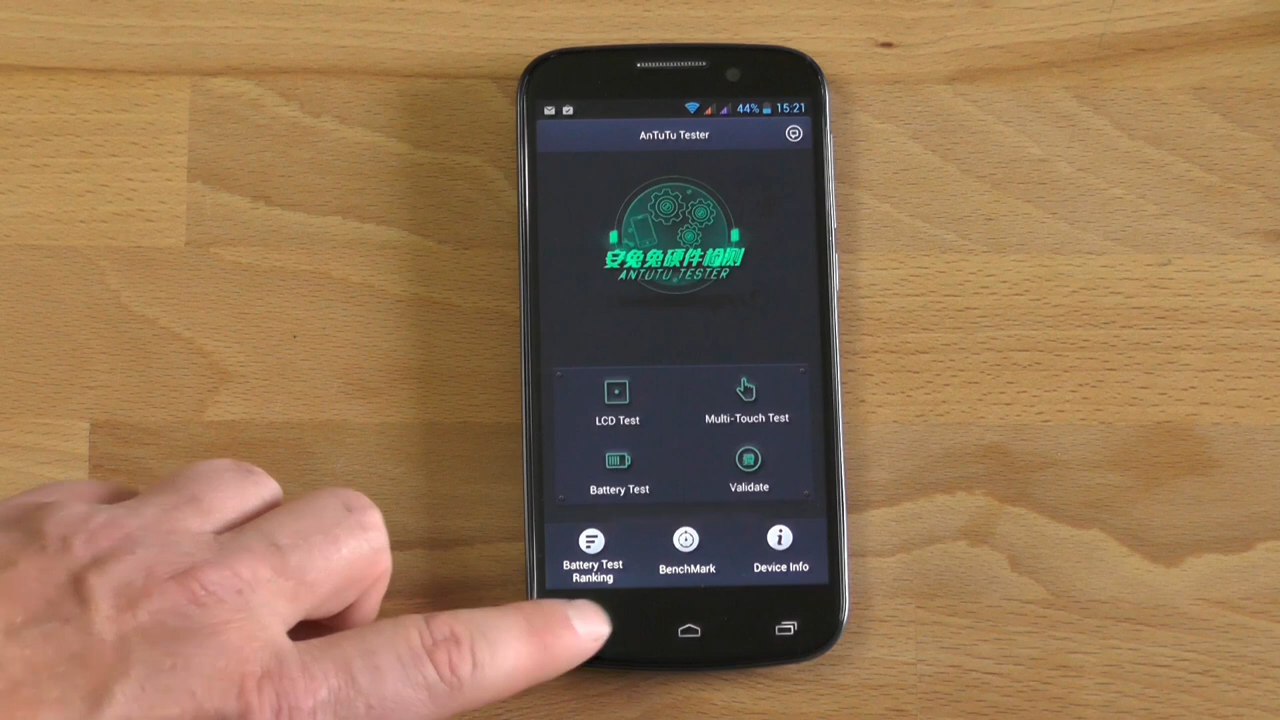 44% 15:21
AnTuTu Tester
安兔兔硬件检测
ANTUTU TESTER
LCD Test
Multi-Touch Test
Battery Test
Validate
Battery Test
Ranking
BenchMark
Device Info